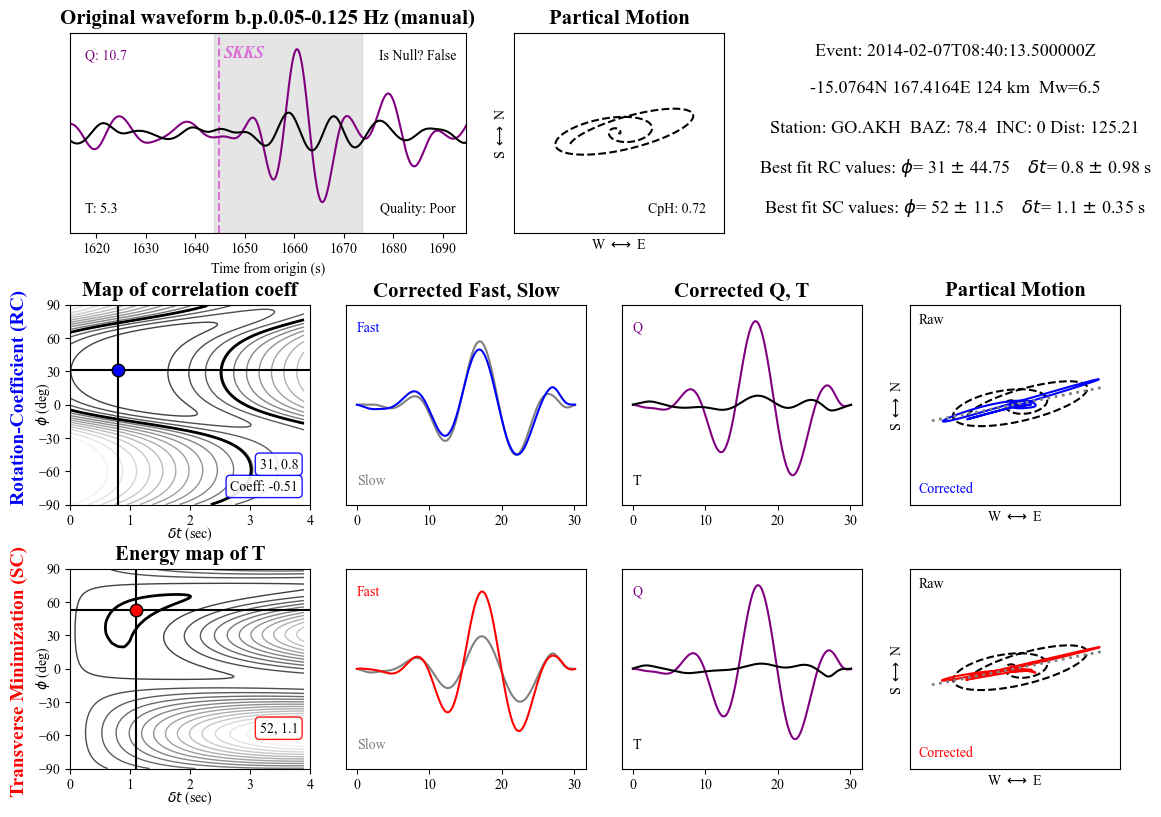 Original waveform b.p.0.05-0.125 Hz (manual)
Q: 10.7
SKKS
Is Null? False
T: 5.3
Quality: Poor
1620 1630 1640 1650 1660 1670 1680 1690
Time from origin (s)
Partical Motion
S ⟷ N
CpH: 0.72
W ⟷ E
Event: 2014-02-07T08:40:13.500000Z
-15.0764N 167.4164E 124 km Mw=6.5
Station: GO.AKH BAZ: 78.4 INC: 0 Dist: 125.21
Best fit RC values: ϕ= 31 ± 44.75 δt= 0.8 ± 0.98 s
Best fit SC values: ϕ= 52 ± 11.5 δt= 1.1 ± 0.35 s
Rotation-Coefficient (RC)
Map of correlation coeff
ϕ (deg)
90
60
30
0
−30
−60
−90
31, 0.8
Coeff: -0.51
0 1 2 3 4
δt (sec)
Corrected Fast, Slow
Fast
Slow
0 10 20 30
Corrected Q, T
Q
T
0 10 20 30
Partical Motion
Raw
S ⟷ N
Corrected
W ⟷ E
Transverse Minimization (SC)
Energy map of T
ϕ (deg)
90
60
30
0
−30
−60
−90
52, 1.1
0 1 2 3 4
δt (sec)
Fast
Slow
0 10 20 30
Q
T
0 10 20 30
Raw
S ⟷ N
Corrected
W ⟷ E